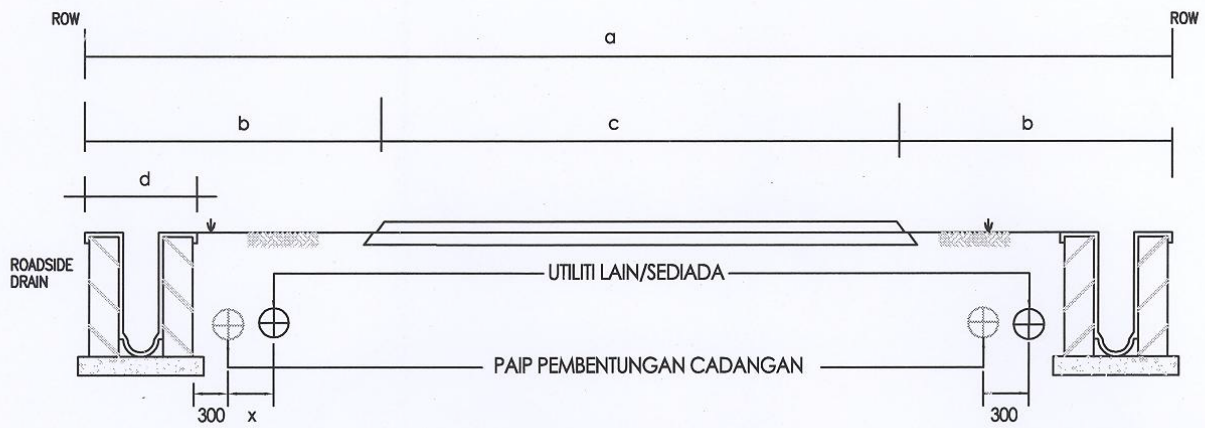 ROW
ROW
a
b
c
b
d
ROADSIDE
DRAIN
UTILITI LAIN/SEDIADA
PAIP PEMBENTUNGAN CADANGAN
300
x
300